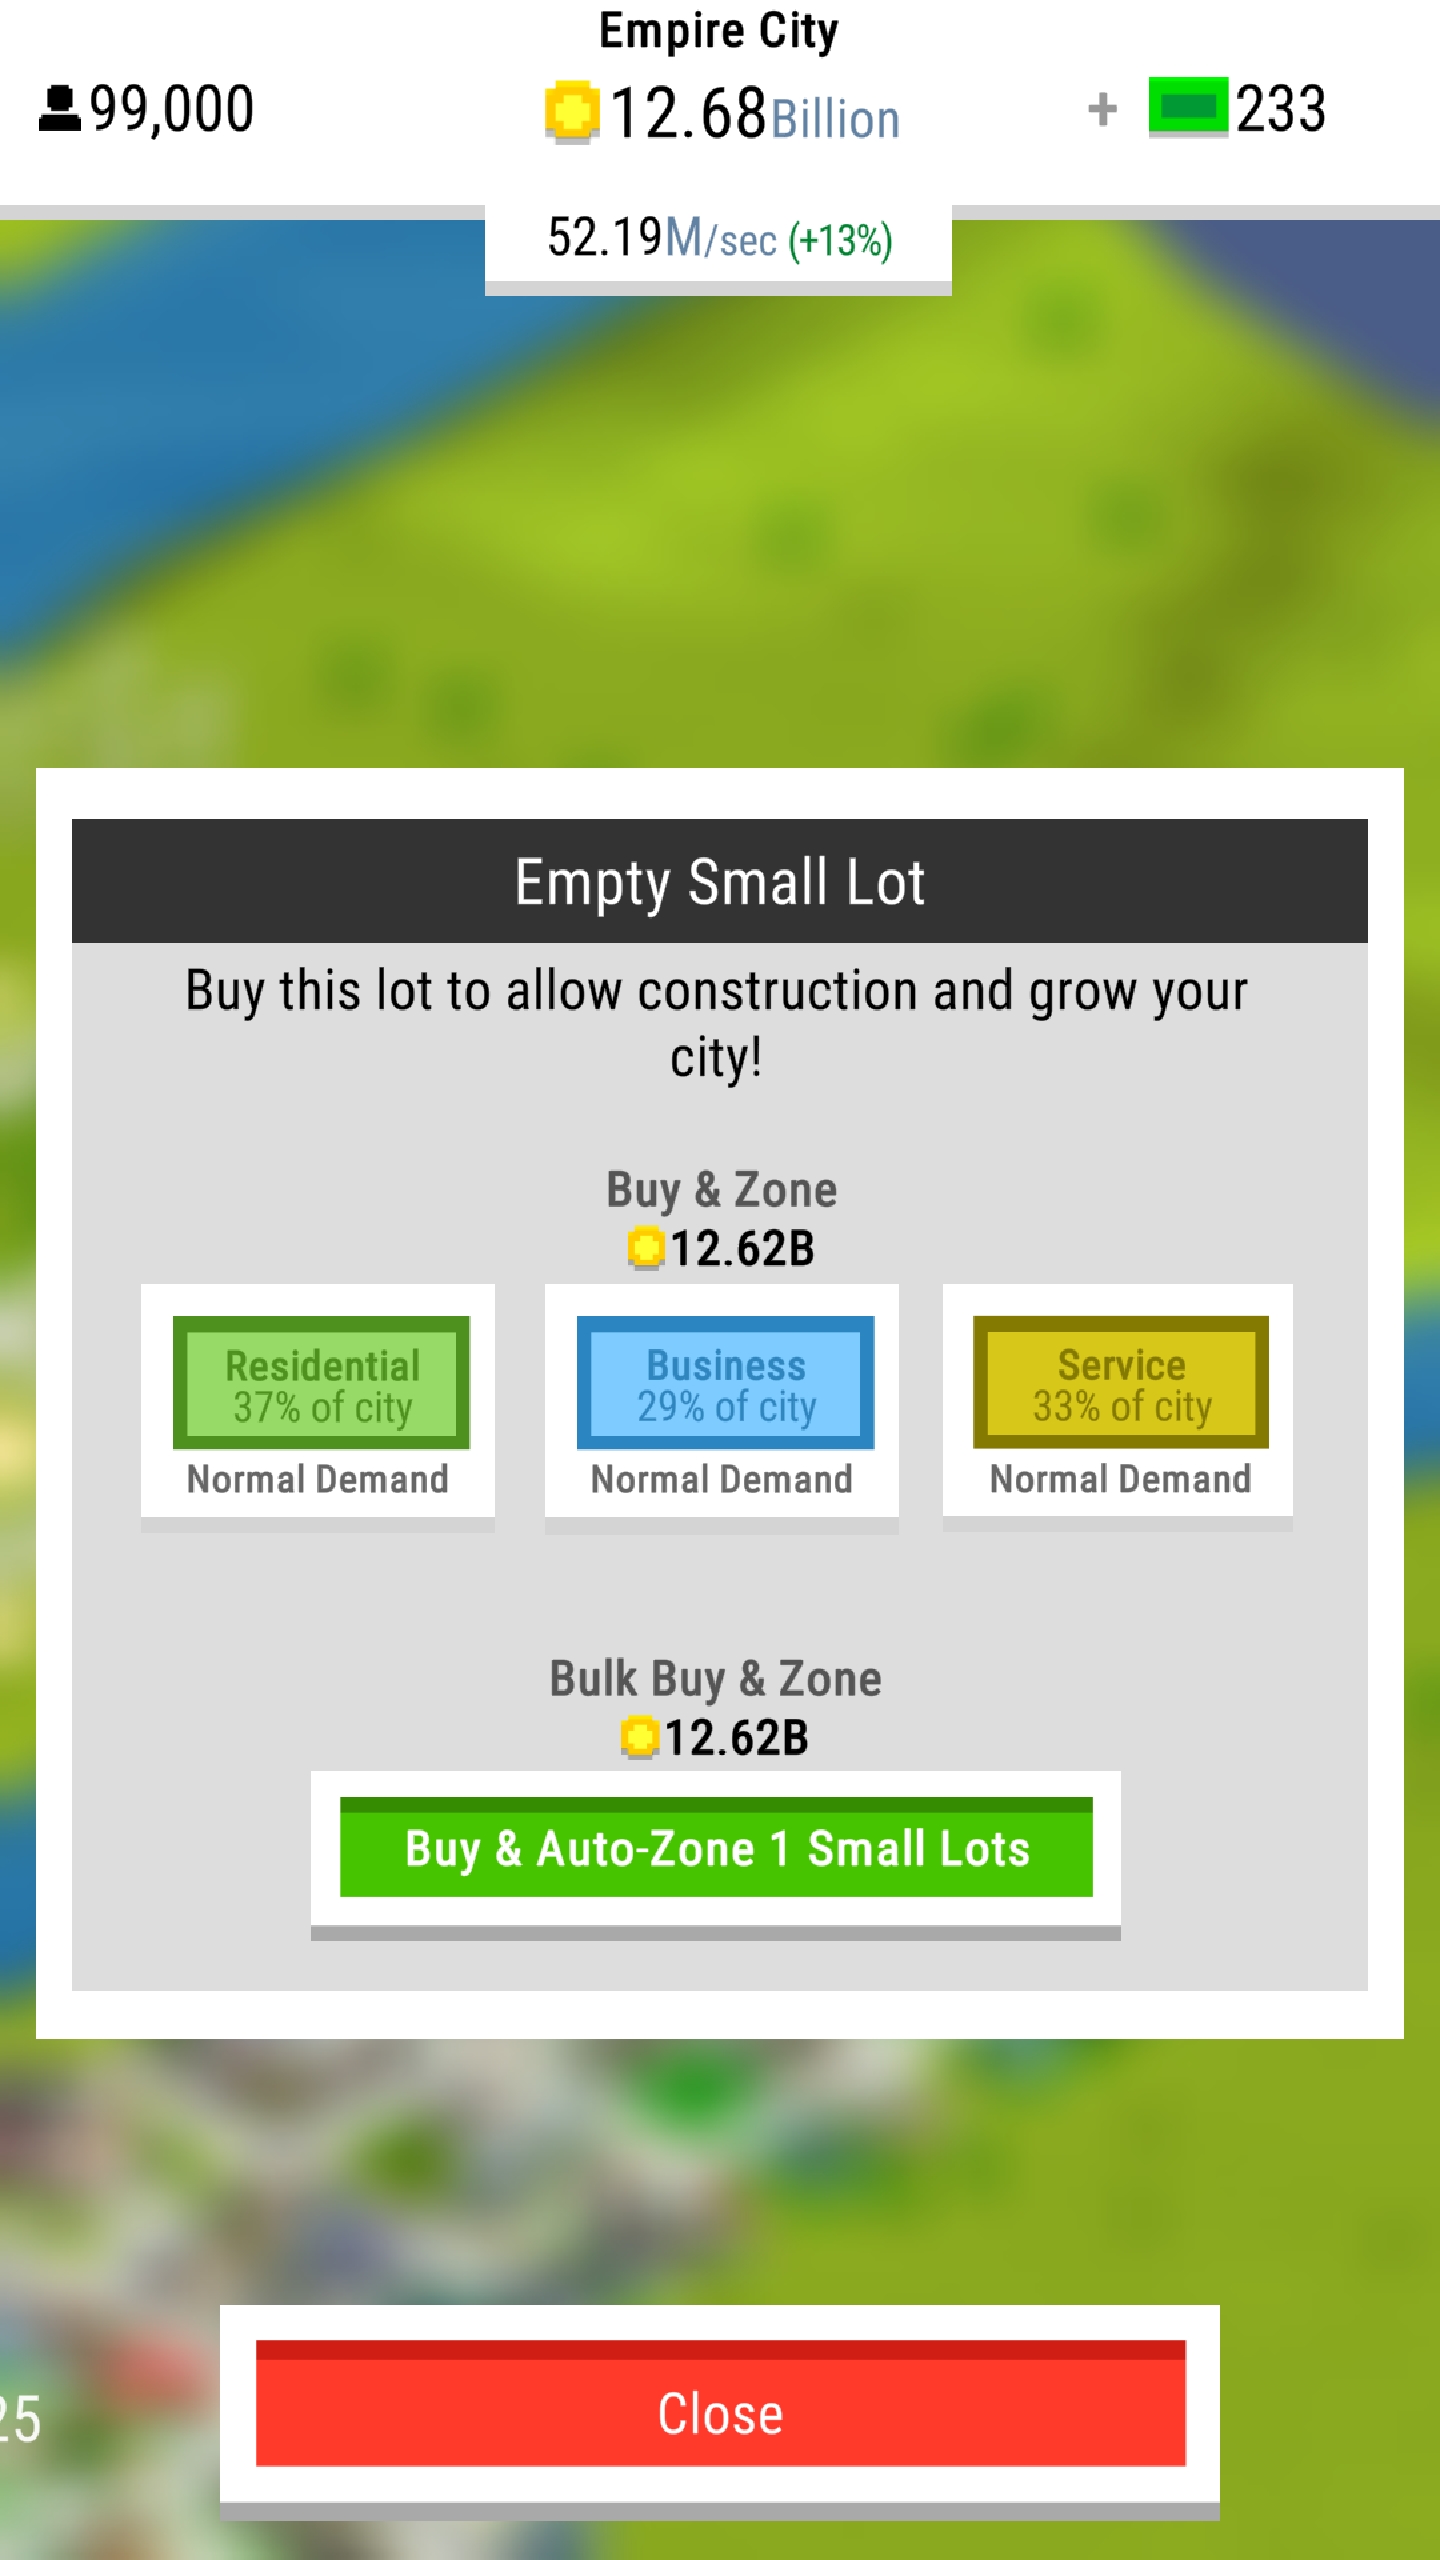 Empire City
99,000
12.68Billion
+ 233
52.19M/sec (+13%)
Empty Small Lot
Buy this lot to allow construction and grow your
city!
Buy & Zone
12.62B
Residential
37% of city
Normal Demand
Business
29% of city
Normal Demand
Service
33% of city
Normal Demand
Bulk Buy & Zone
12.62B
Buy & Auto-Zone 1 Small Lots
25
Close